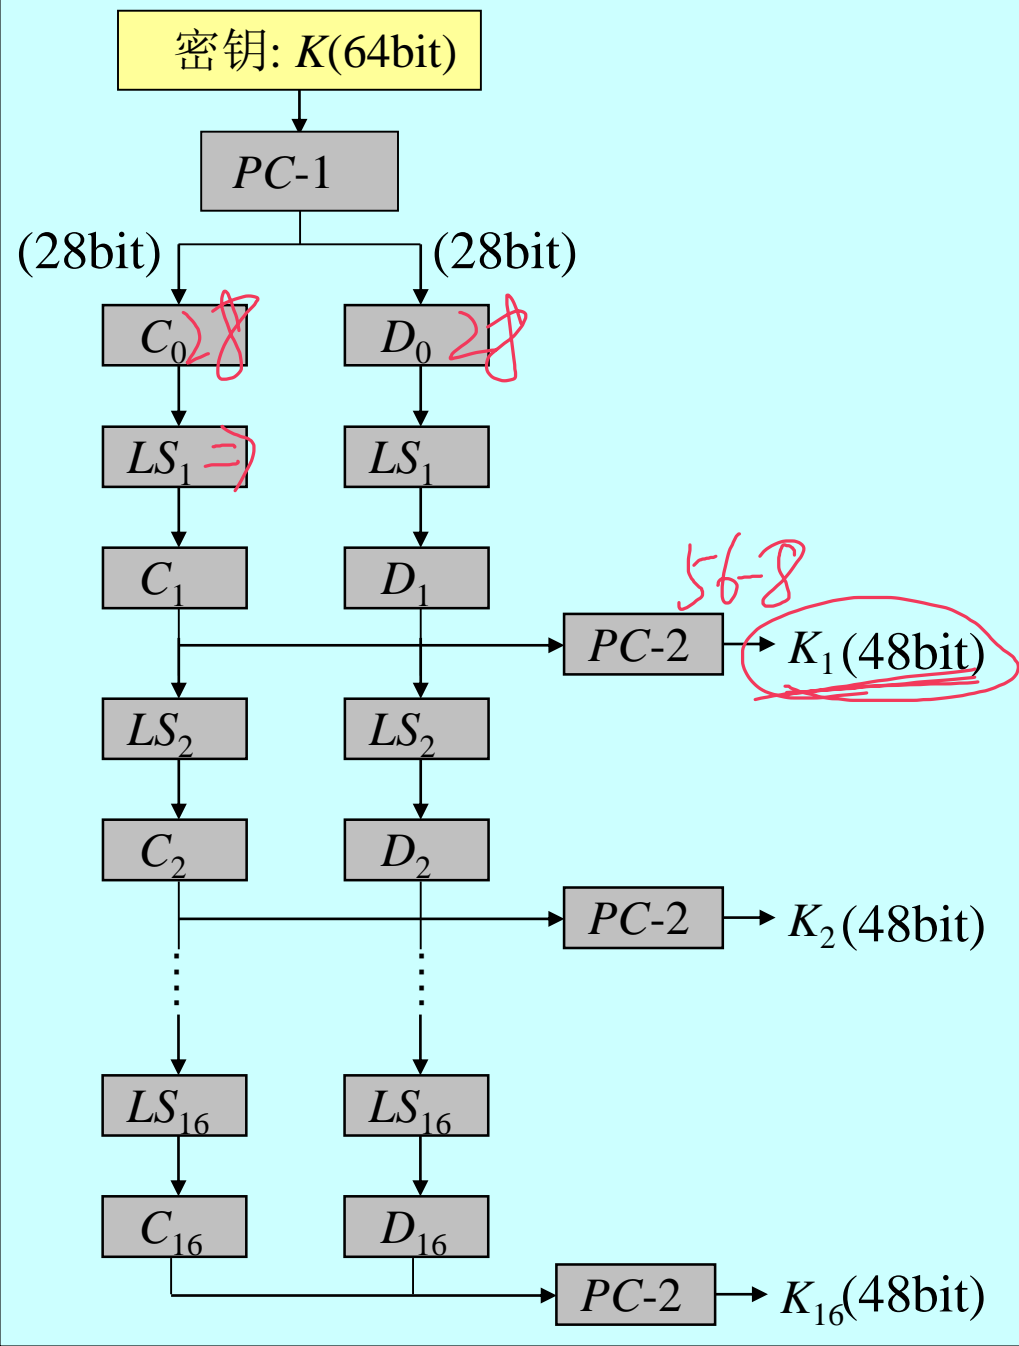 密钥: K(64bit)
PC-1
(28bit) (28bit)
C₀ 28 D₀ 28
LS₁ LS₁
56-8
C₁ D₁
PC-2 K₁(48bit)
LS₂ LS₂
C₂ D₂
PC-2 K₂(48bit)
LS₁₆ LS₁₆
C₁₆ D₁₆
PC-2 K₁₆(48bit)